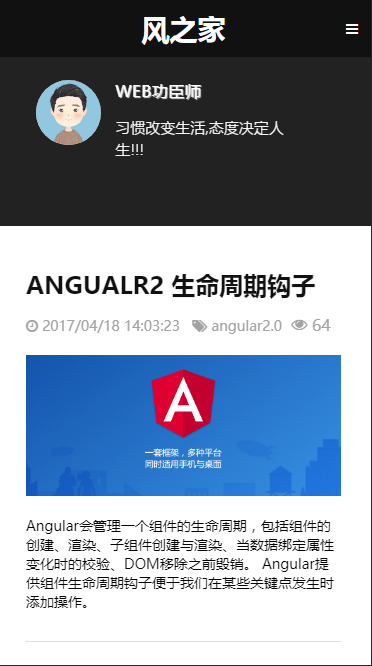 风之家
WEB功臣师
习惯改变生活,态度决定人
生!!!
ANGUALR2 生命周期钩子
2017/04/18 14:03:23 angular2.0 64
A
一套框架，多种平台
同时适用手机与桌面
Angular会管理一个组件的生命周期，包括组件的
创建、渲染、子组件创建与渲染、当数据绑定属性
变化时的校验、DOM移除之前毁销。 Angular提
供组件生命周期钩子便于我们在某些关键点发生时
添加操作。